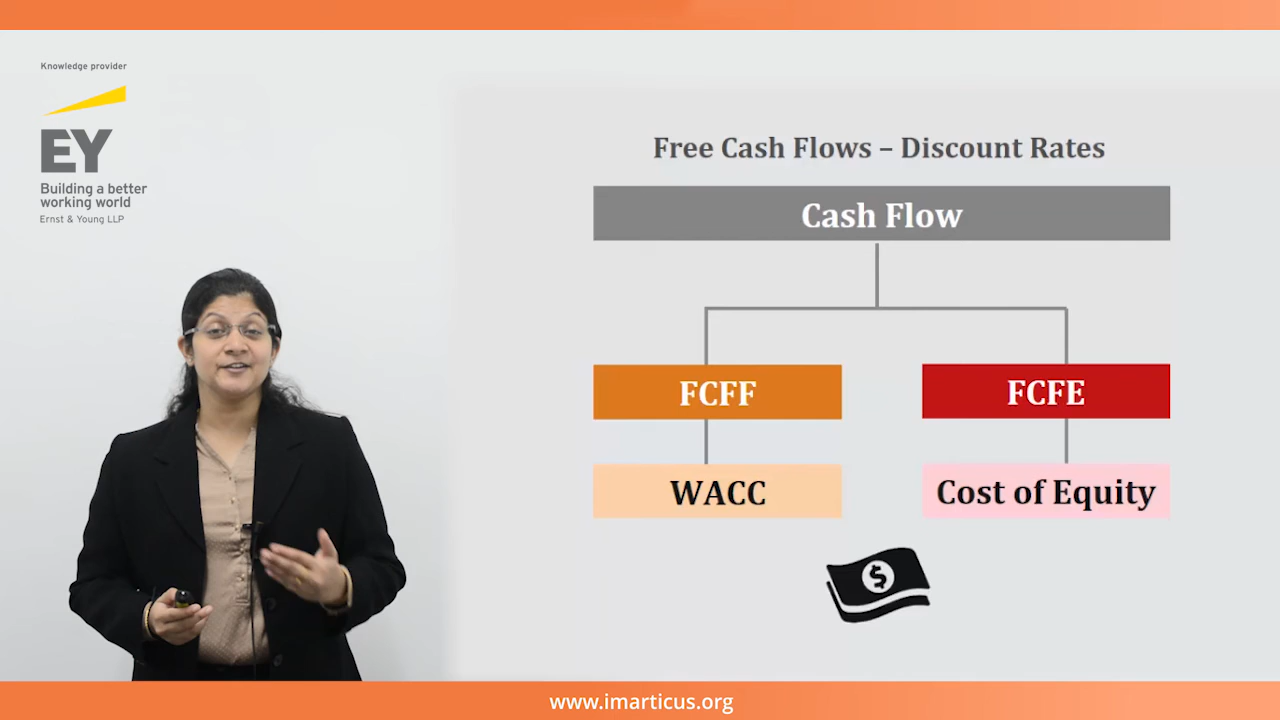 Knowledge provider
EY
Building a better
working world
Ernst & Young LLP
Free Cash Flows – Discount Rates
Cash Flow
FCFF
FCFE
WACC
Cost of Equity
$
www.imarticus.org